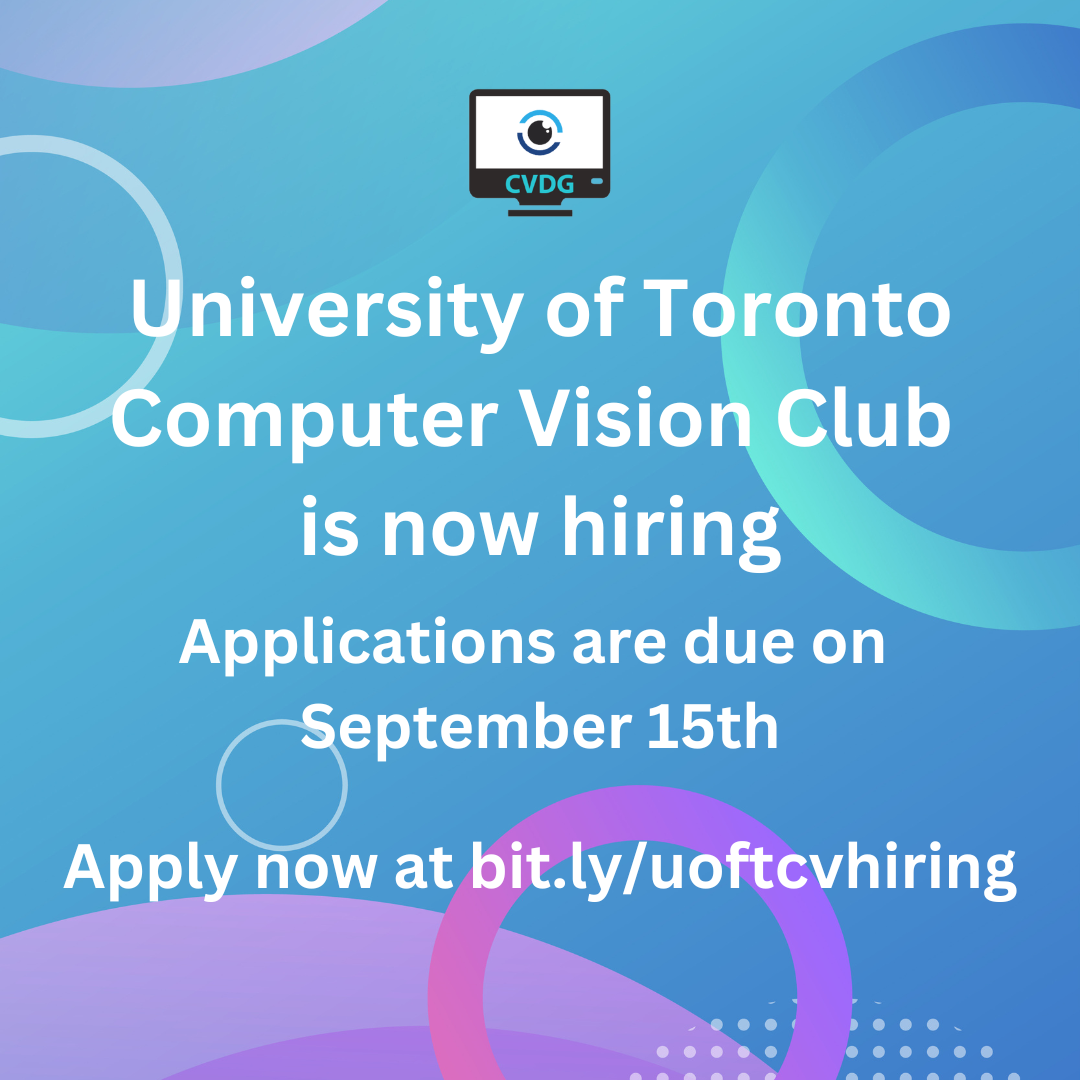 CVDG
University of Toronto
Computer Vision Club
is now hiring
Applications are due on
September 15th
Apply now at bit.ly/uoftcvhiring